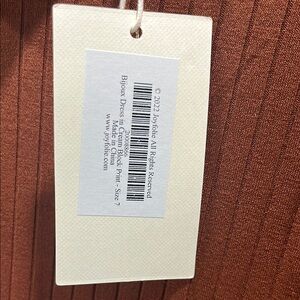 © 2022 Joyfolie All Rights Reserved
Bijoux Dress in Cream Block Print - Size 7
Made in China
www.joyfolie.com